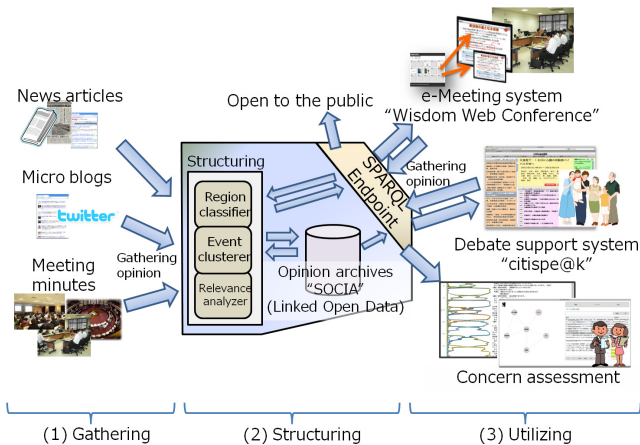 News articles
Micro blogs
twitter
Meeting
minutes
Gathering
opinion
Structuring
Region
classifier
Event
clusterer
Relevance
analyzer
Opinion archives
“SOCIA”
(Linked Open Data)
Open to the public
SPARQL
Endpoint
e-Meeting system
“Wisdom Web Conference”
Gathering
opinion
Debate support system
“citispe@k”
Concern assessment
(1) Gathering
(2) Structuring
(3) Utilizing